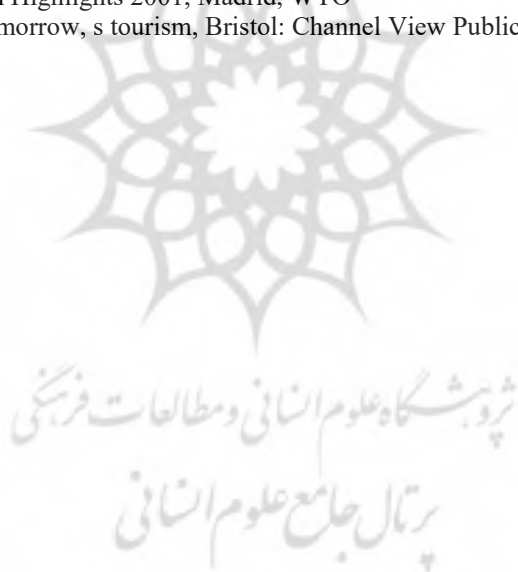 Highlights 2001, Madrid, WTO
morrow, s tourism, Bristol: Channel View Public
پژوهشگاه علوم انسانی و مطالعات فرهنگی
پرتال جامع علوم انسانی